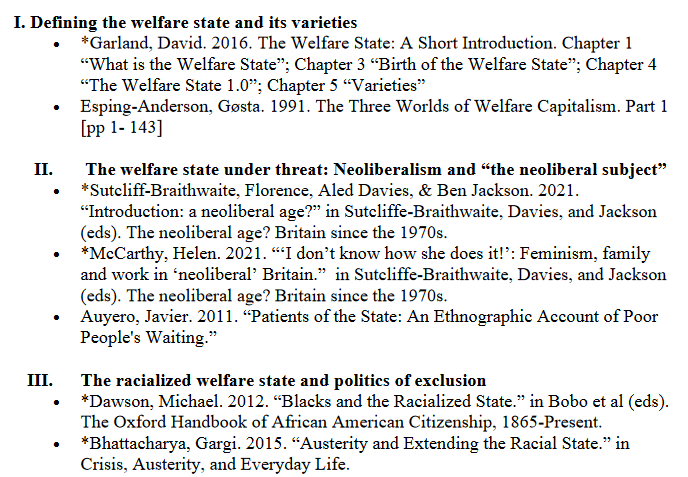 I. Defining the welfare state and its varieties
• *Garland, David. 2016. The Welfare State: A Short Introduction. Chapter 1
“What is the Welfare State”; Chapter 3 “Birth of the Welfare State”; Chapter 4
“The Welfare State 1.0”; Chapter 5 “Varieties”
• Esping-Anderson, Gøsta. 1991. The Three Worlds of Welfare Capitalism. Part 1
[pp 1- 143]
II. The welfare state under threat: Neoliberalism and “the neoliberal subject”
• *Sutcliff-Braithwaite, Florence, Aled Davies, & Ben Jackson. 2021.
“Introduction: a neoliberal age?” in Sutcliffe-Braithwaite, Davies, and Jackson
(eds). The neoliberal age? Britain since the 1970s.
• *McCarthy, Helen. 2021. “‘I don’t know how she does it!’: Feminism, family
and work in ‘neoliberal’ Britain.” in Sutcliffe-Braithwaite, Davies, and Jackson
(eds). The neoliberal age? Britain since the 1970s.
• Auyero, Javier. 2011. “Patients of the State: An Ethnographic Account of Poor
People's Waiting.”
III. The racialized welfare state and politics of exclusion
• *Dawson, Michael. 2012. “Blacks and the Racialized State.” in Bobo et al (eds).
The Oxford Handbook of African American Citizenship, 1865-Present.
• *Bhattacharya, Gargi. 2015. “Austerity and Extending the Racial State.” in
Crisis, Austerity, and Everyday Life.